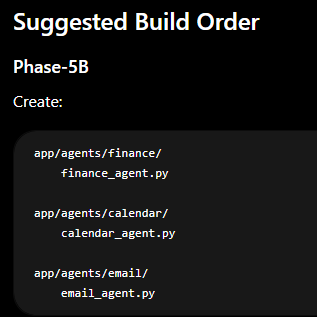 Suggested Build Order
Phase-5B
Create:
app/agents/finance/
finance_agent.py
app/agents/calendar/
calendar_agent.py
app/agents/email/
email_agent.py